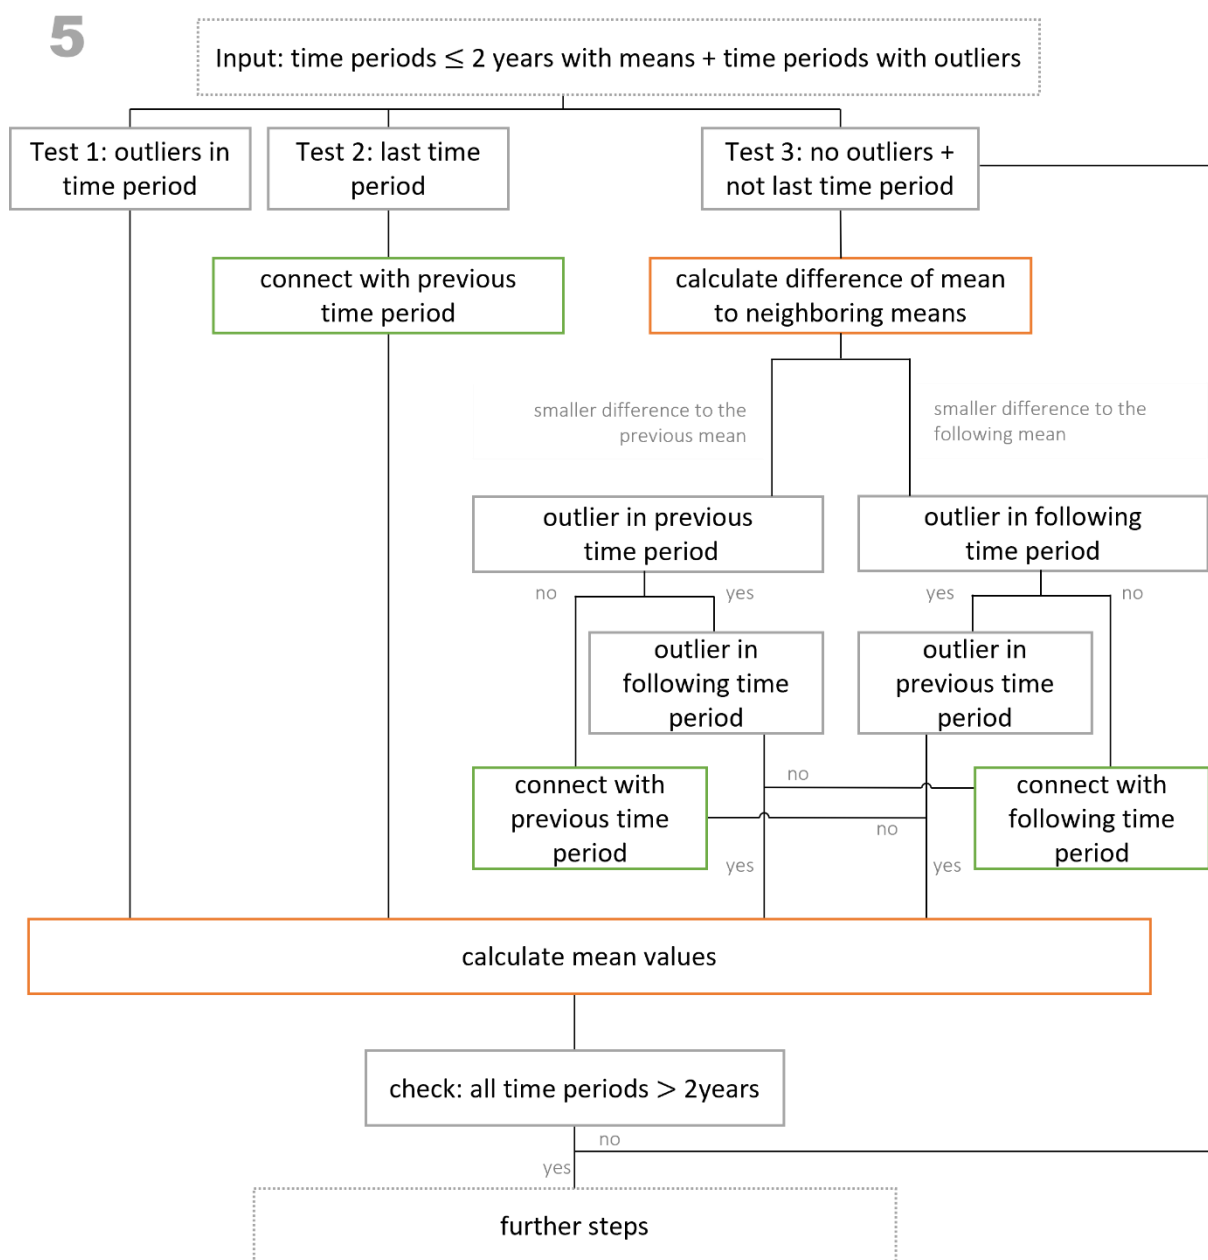 5
Input: time periods ≤ 2 years with means + time periods with outliers
Test 1: outliers in
time period
Test 2: last time
period
Test 3: no outliers +
not last time period
connect with previous
time period
calculate difference of mean
to neighboring means
smaller difference to the
previous mean
smaller difference to the
following mean
outlier in previous
time period
outlier in following
time period
no
yes
yes
no
outlier in
following time
period
outlier in
previous time
period
connect with
previous time
period
no
no
connect with
following time
period
yes
yes
calculate mean values
check: all time periods > 2years
no
yes
further steps